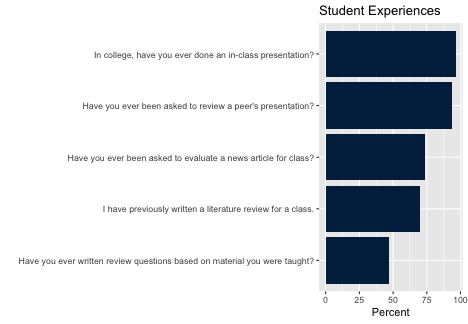 Student Experiences
In college, have you ever done an in-class presentation?
Have you ever been asked to review a peer's presentation?
Have you ever been asked to evaluate a news article for class?
I have previously written a literature review for a class.
Have you ever written review questions based on material you were taught?
0 25 50 75 100
Percent